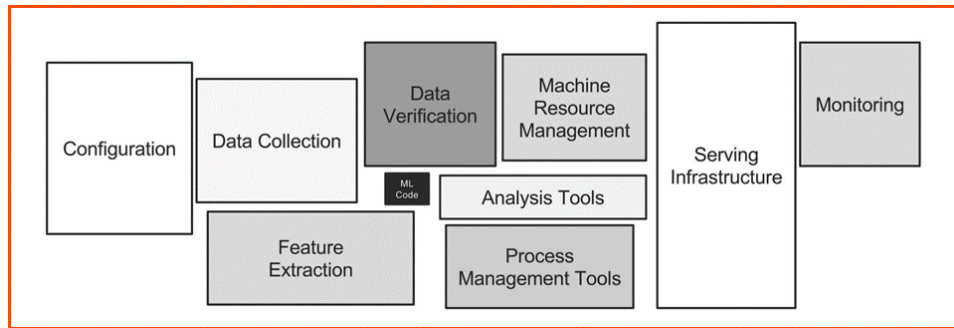 Configuration
Data Collection
Data
Verification
Machine
Resource
Management
Monitoring
Serving
Infrastructure
ML
Code
Analysis Tools
Feature
Extraction
Process
Management Tools